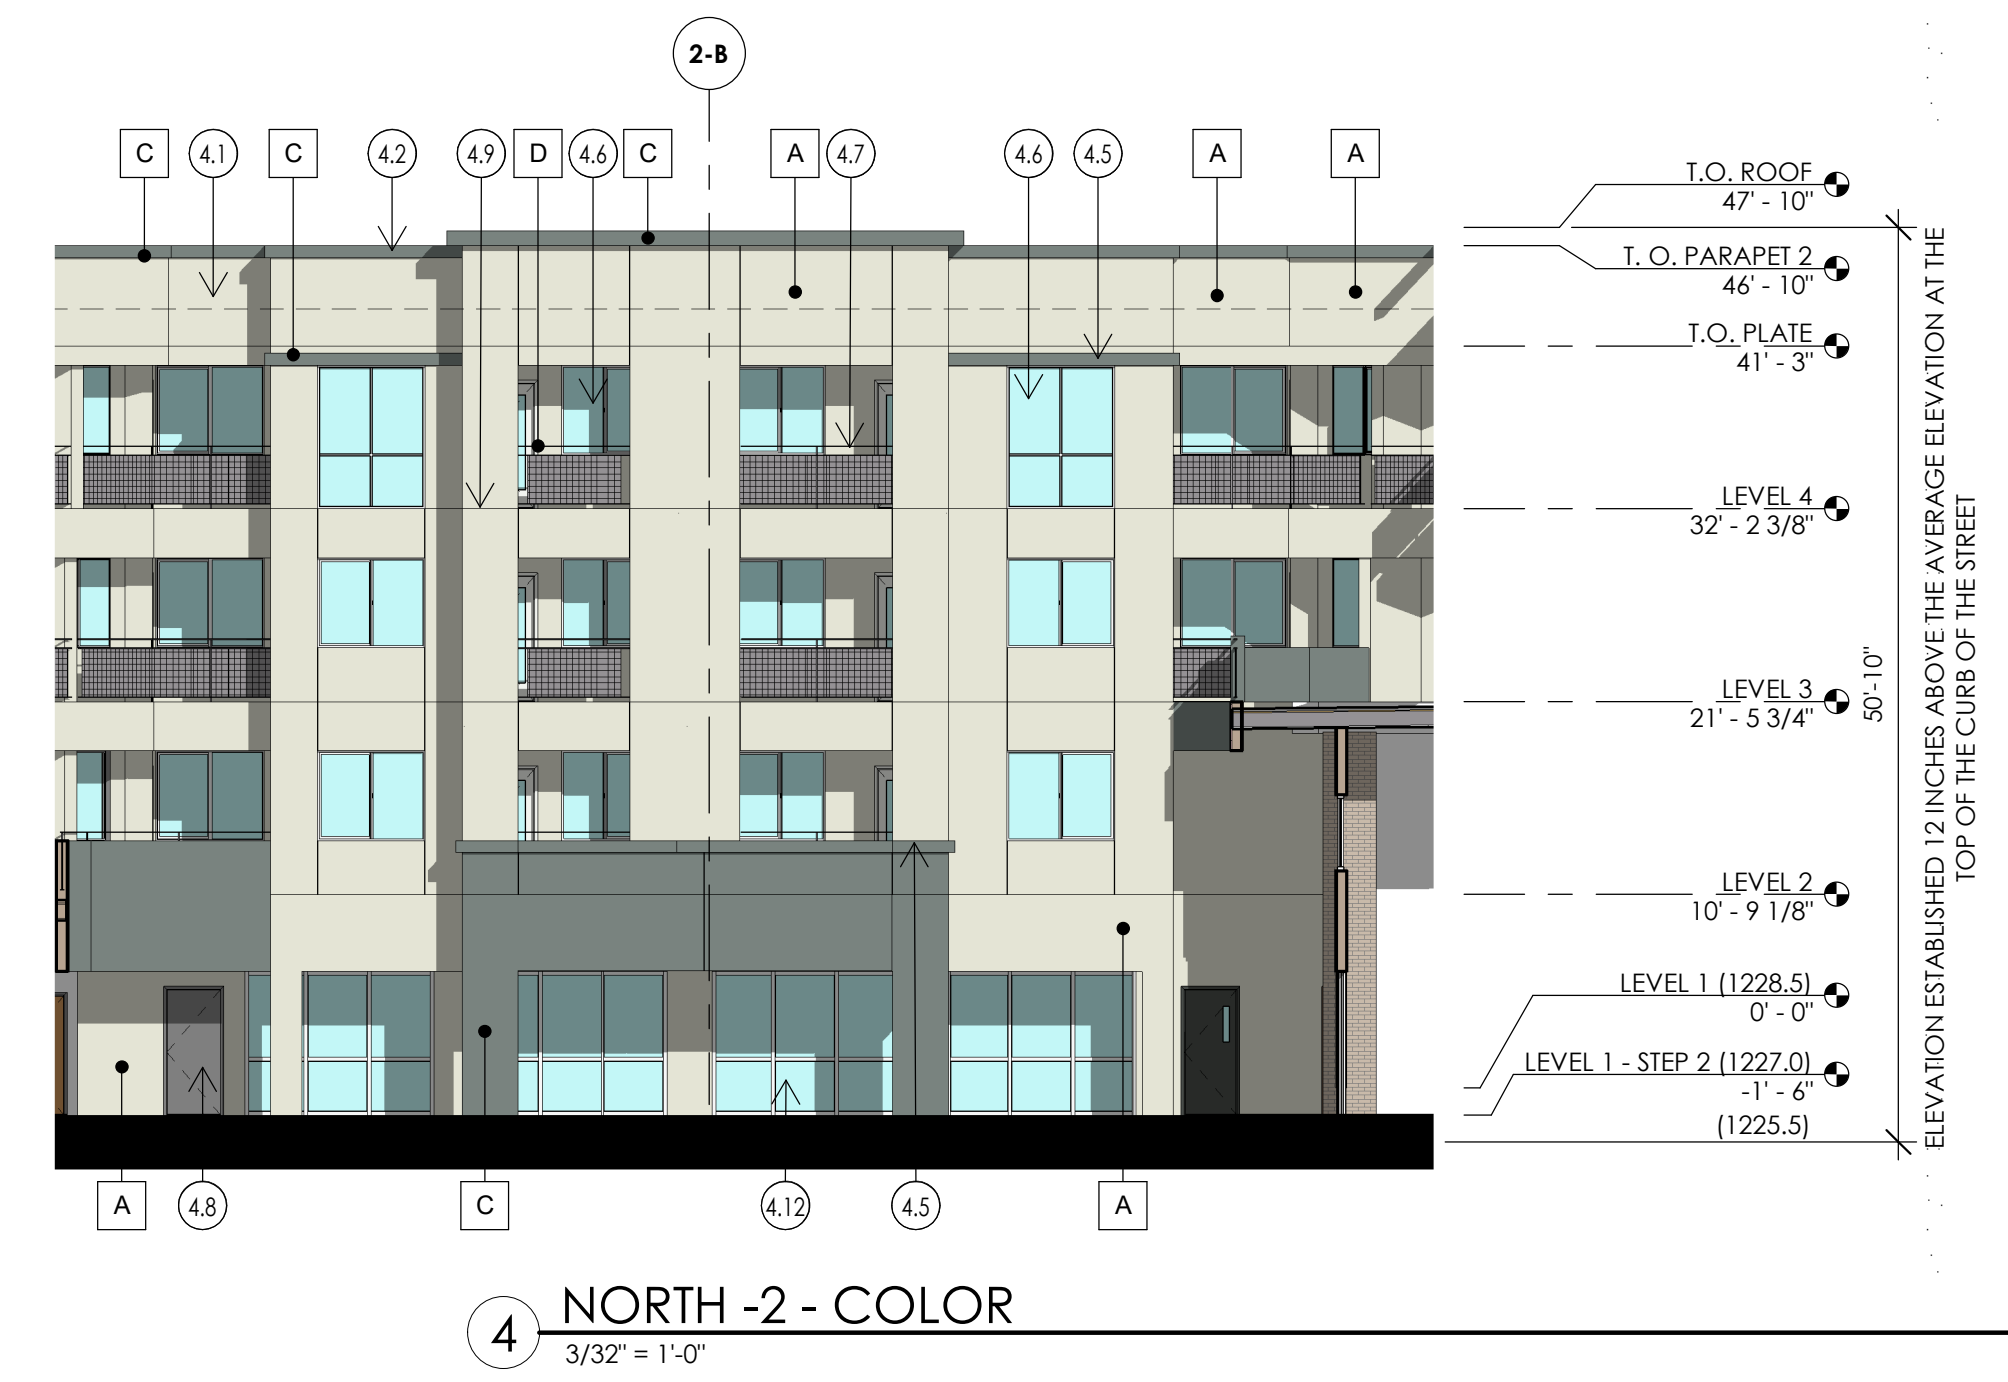 2-B
C 4.1 C 4.2 4.9 D 4.6 C A 4.7 4.6 4.5 A A
T.O. ROOF
47' - 10"
T. O. PARAPET 2
46' - 10"
T.O. PLATE
41' - 3"
LEVEL 4
32' - 2 3/8"
LEVEL 3
21' - 5 3/4"
LEVEL 2
10' - 9 1/8"
LEVEL 1 (1228.5)
0' - 0"
LEVEL 1 - STEP 2 (1227.0)
-1' - 6"
(1225.5)
50'-10"
ELEVATION ESTABLISHED 12 INCHES ABOVE THE AVERAGE ELEVATION AT THE
TOP OF THE CURB OF THE STREET
A 4.8 C 4.12 4.5 A
4 NORTH -2 - COLOR
3/32" = 1'-0"